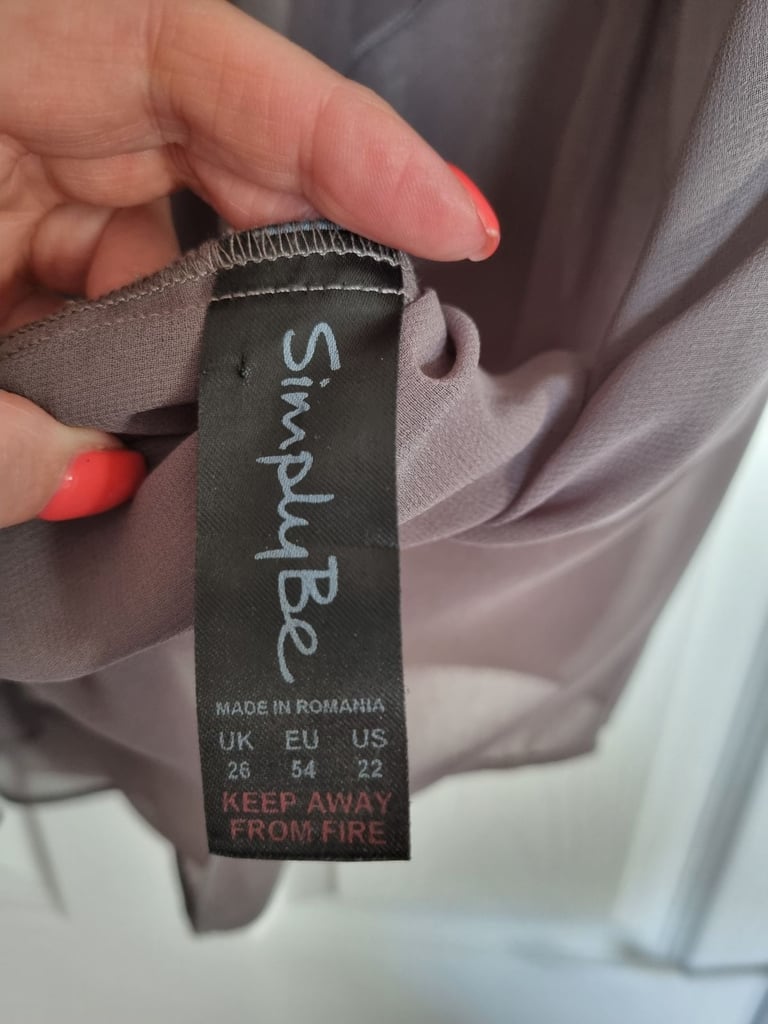 SimplyBe
MADE IN ROMANIA
UK EU US
26 54 22
KEEP AWAY
FROM FIRE